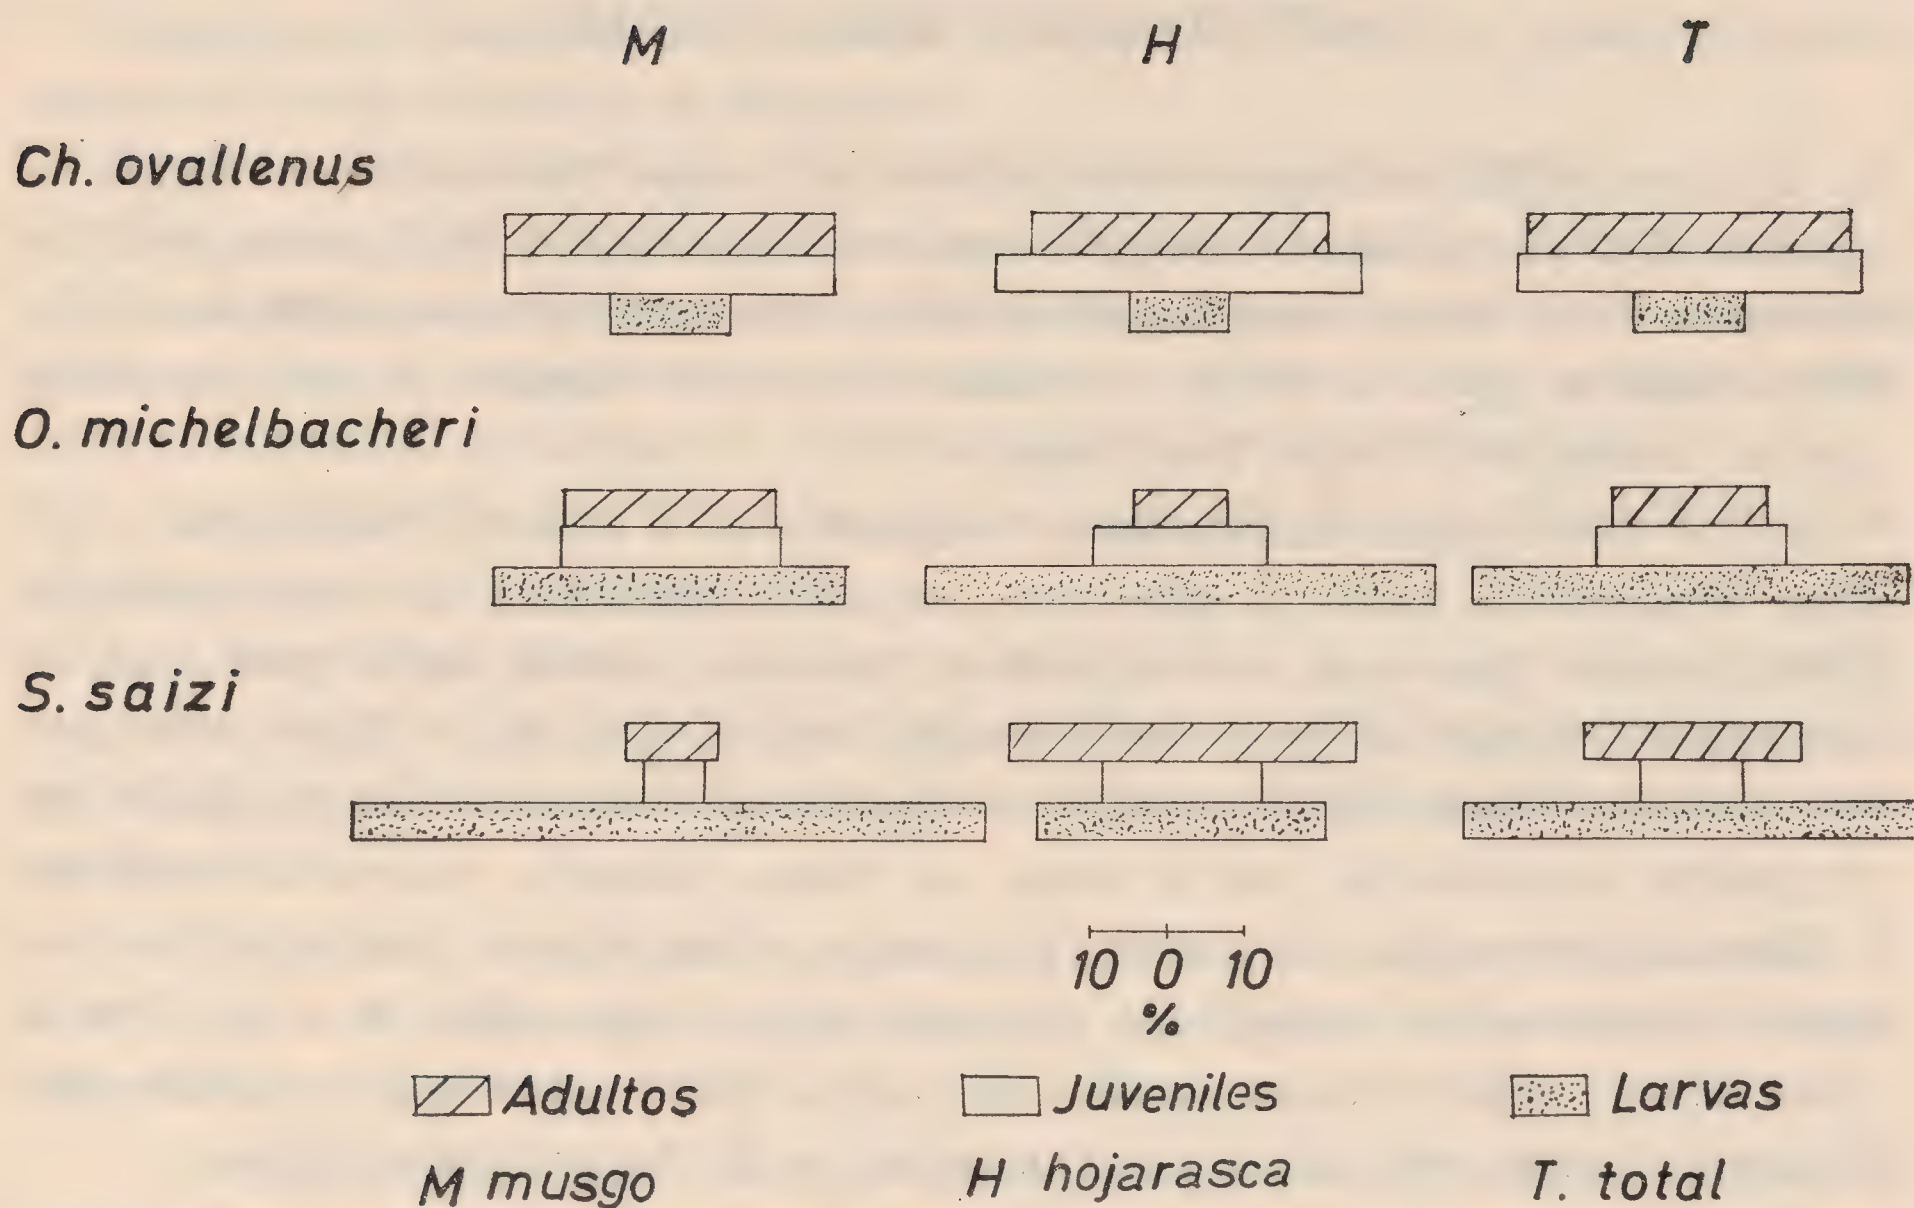 M H T
Ch. ovallenus
O. michelbacheri
S. saizi
10 0 10
%
Adultos Juveniles Larvas
M musgo H hojarasca T. total